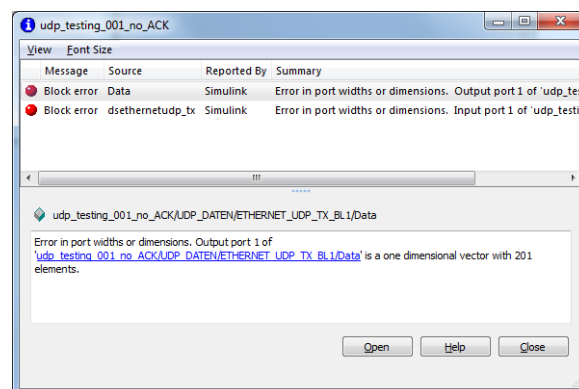 udp_testing_001_no_ACK
View Font Size
Message Source Reported By Summary
Block error Data Simulink Error in port widths or dimensions. Output port 1 of 'udp_tes
Block error dsethernetudp_tx Simulink Error in port widths or dimensions. Input port 1 of 'udp_testi
udp_testing_001_no_ACK/UDP_DATEN/ETHERNET_UDP_TX_BL1/Data
Error in port widths or dimensions. Output port 1 of
'udp_testing_001_no_ACK/UDP_DATEN/ETHERNET_UDP_TX_BL1/Data' is a one dimensional vector with 201
elements.
Open Help Close